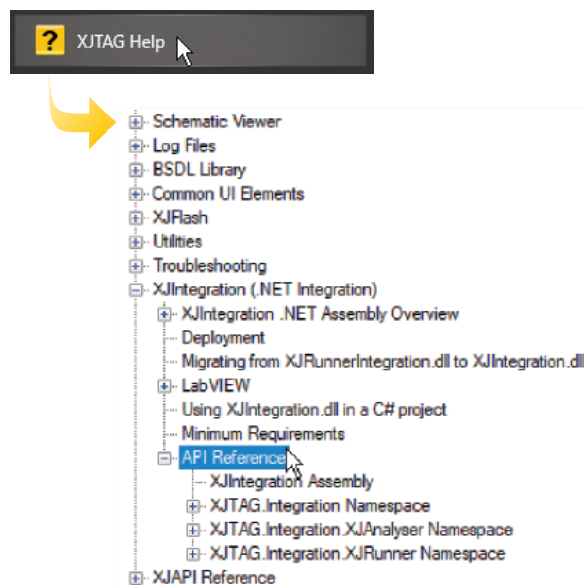 ? XJTAG Help
Schematic Viewer
Log Files
BSDL Library
Common UI Elements
XJFlash
Utilities
Troubleshooting
XJIntegration (.NET Integration)
XJIntegration .NET Assembly Overview
Deployment
Migrating from XJRunnerIntegration.dll to XJIntegration.dll
LabVIEW
Using XJIntegration.dll in a C# project
Minimum Requirements
API Reference
XJIntegration Assembly
XJTAG.Integration Namespace
XJTAG.Integration.XJAnalyser Namespace
XJTAG.Integration.XJRunner Namespace
XJAPI Reference